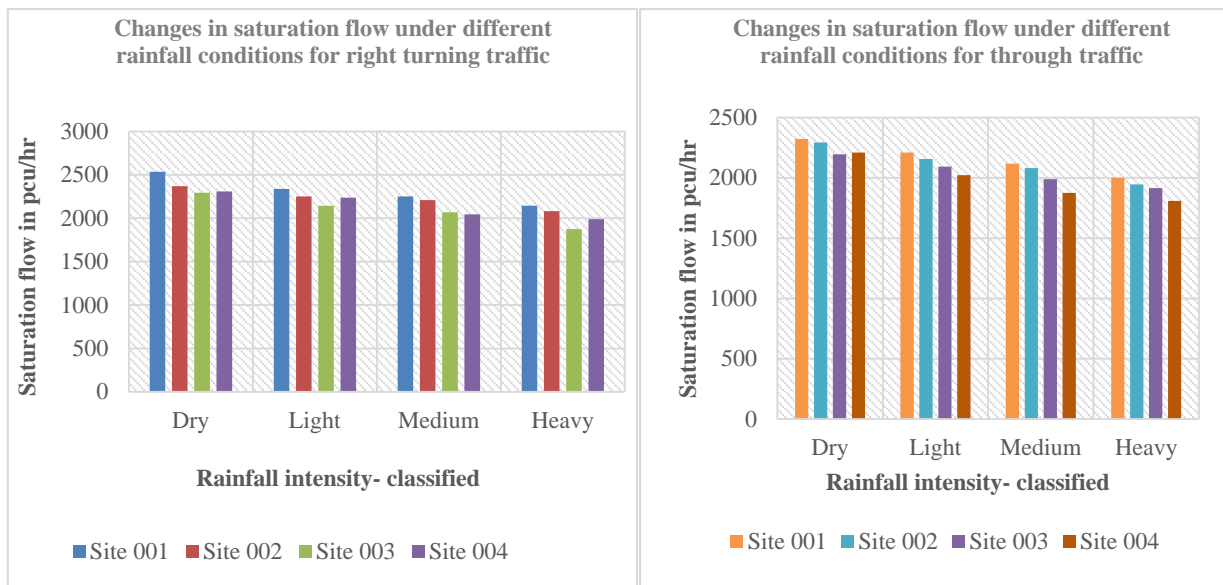 Changes in saturation flow under different
rainfall conditions for right turning traffic
Saturation flow in pcu/hr
3000
2500
2000
1500
1000
500
0
Dry Light Medium Heavy
Rainfall intensity- classified
Site 001 Site 002 Site 003 Site 004
Changes in saturation flow under different
rainfall conditions for through traffic
Saturation flow in pcu/hr
2500
2000
1500
1000
500
0
Dry Light Medium Heavy
Rainfall intensity- classified
Site 001 Site 002 Site 003 Site 004